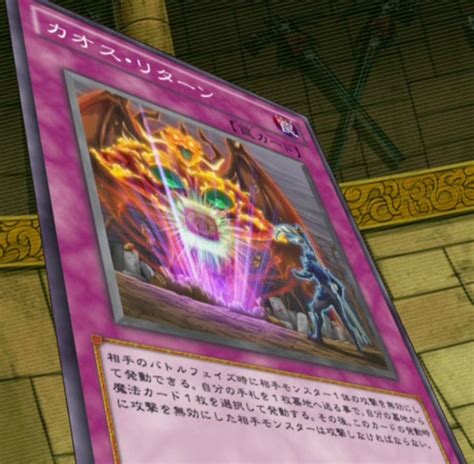 カオス・リターン
【罠カード】
罠
相手のバトルフェイズ時に相手モンスター1体の攻撃を無効にし
て発動できる。自分の手札を1枚墓地へ送る事で、自分の墓地から
魔法カード1枚を選択して発動する。その後、このカードの発動時
に攻撃を無効にした相手モンスターは攻撃しなければならない。